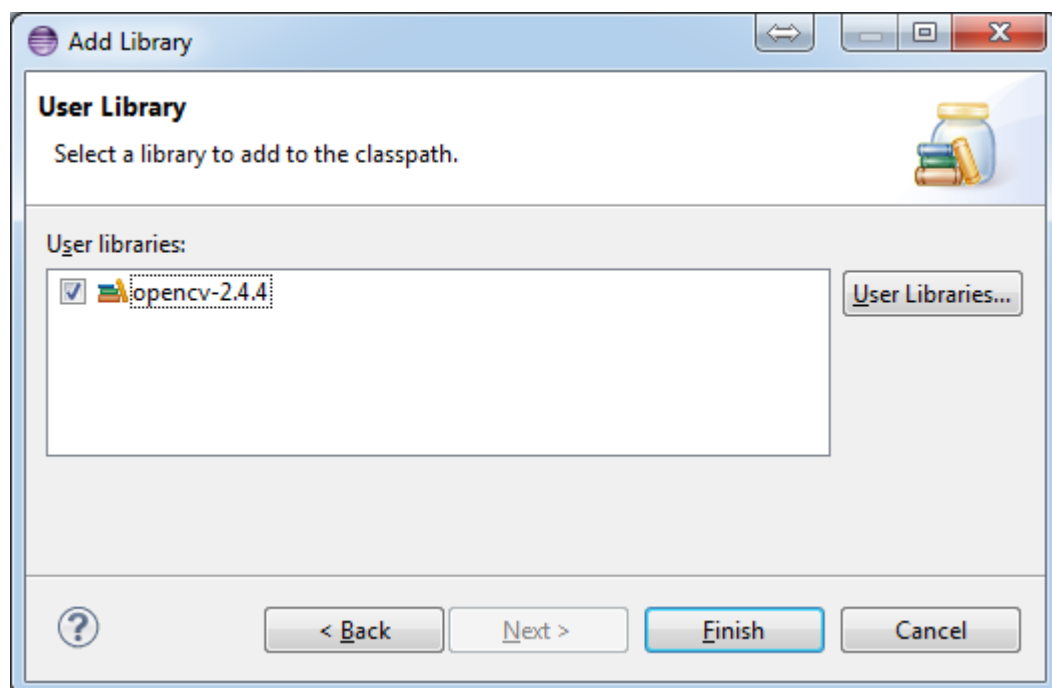 Add Library
User Library
Select a library to add to the classpath.
User libraries:
opencv-2.4.4
User Libraries...
< Back
Next >
Finish
Cancel